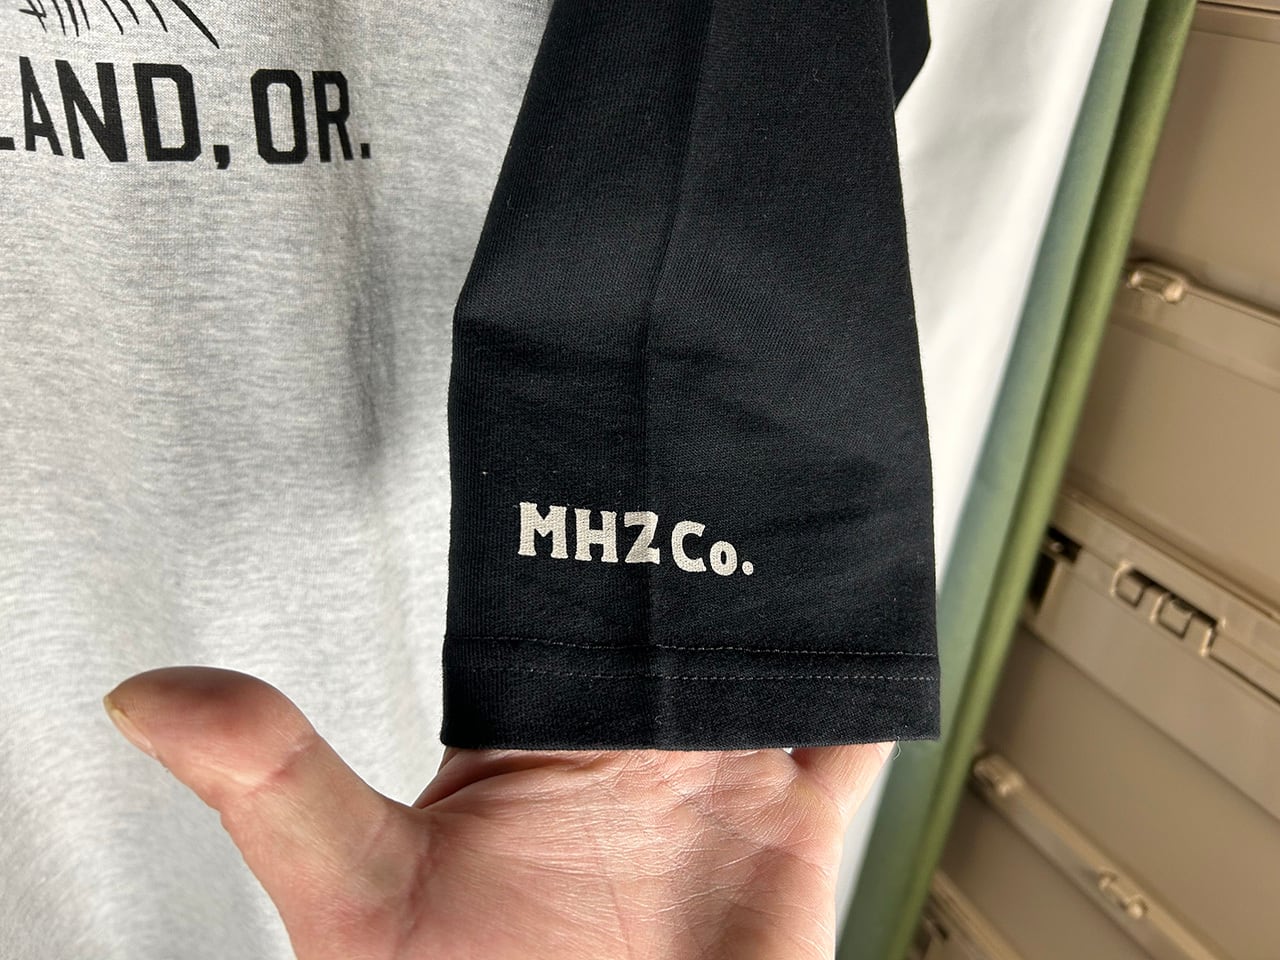 LAND, OR.
MHZ Co.